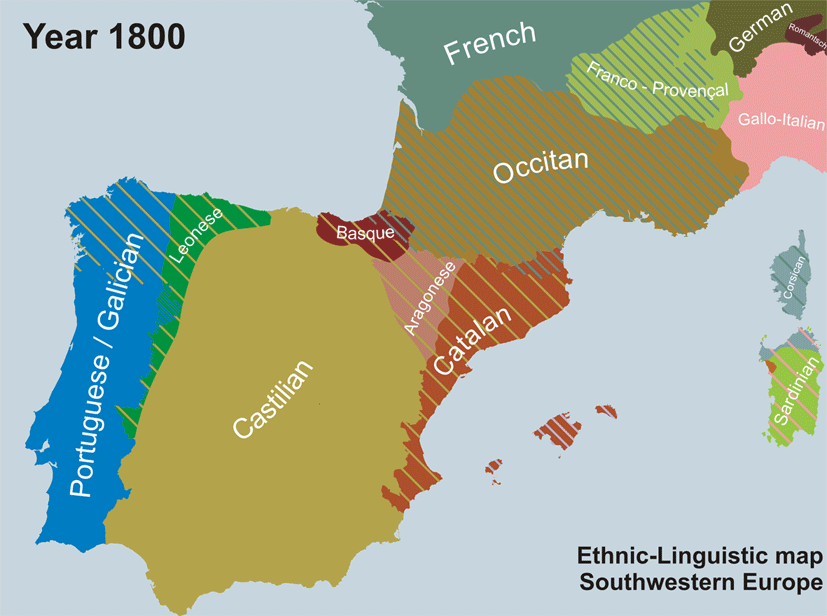 Year 1800
French
German
Romantsch
Franco - Provençal
Gallo-Italian
Occitan
Leonese
Basque
Portuguese / Galician
Aragonese
Catalan
Corsican
Castilian
Sardinian
Ethnic-Linguistic map
Southwestern Europe